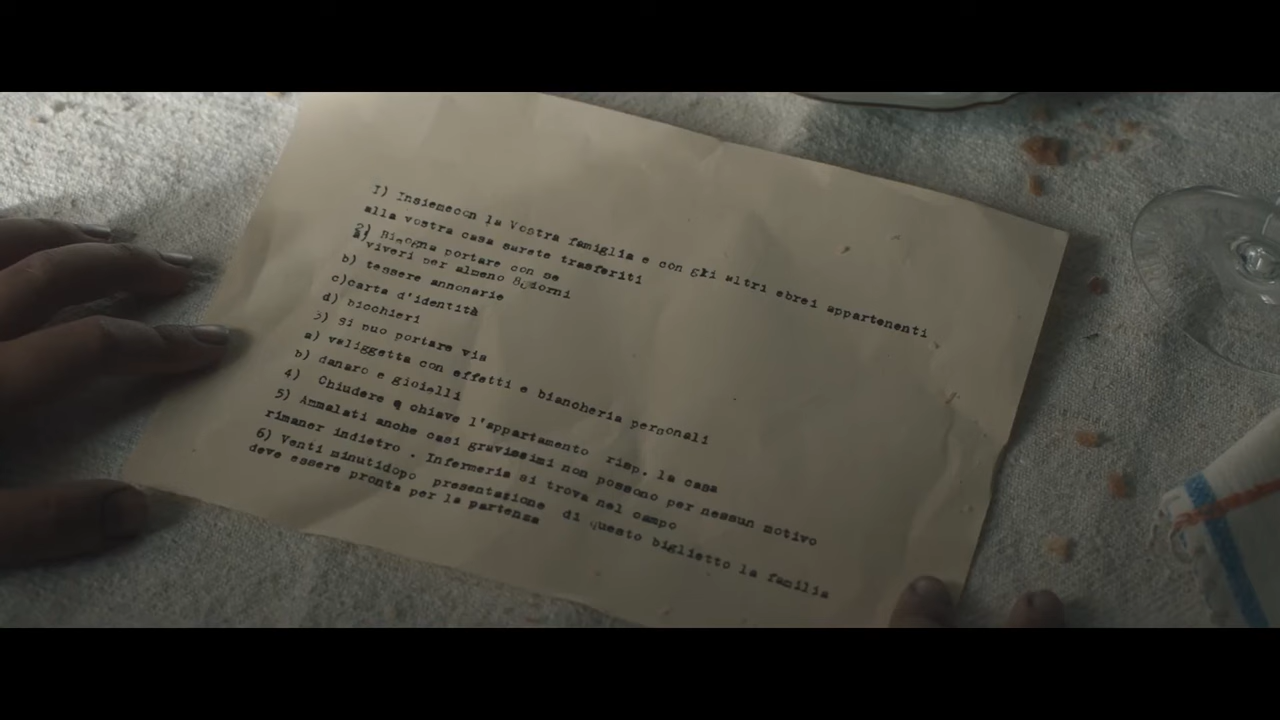 1) Insiemecon la Vostra famiglia e con gli altri ebrei appartenenti
alla vostra casa sarete trasferiti
2) Bisogna portare con se
a) viveri per almeno 8giorni
b) tessere annonarie
c)carta d'identità
d) bicchieri
3) si puo portare via
a) valiggetta con effetti e biancheria personali
b) danaro e gioielli
4) Chiudere a chiave l'appartamento risp. la casa
5) Ammalati anche casi gravissimi non possono per nessun motivo
rimaner indietro . Infermeria si trova nel campo
6) Venti minutidopo presentazione di questo biglietto la familia
deve essere pronta per la partenza